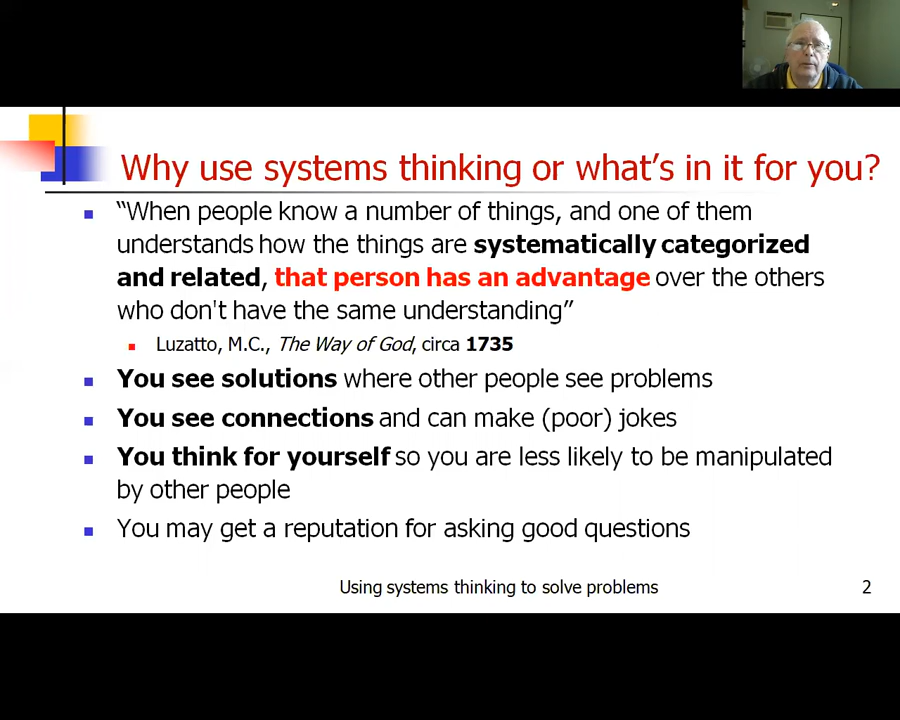 Why use systems thinking or what’s in it for you?
“When people know a number of things, and one of them
understands how the things are systematically categorized
and related, that person has an advantage over the others
who don't have the same understanding”
Luzatto, M.C., The Way of God, circa 1735
You see solutions where other people see problems
You see connections and can make (poor) jokes
You think for yourself so you are less likely to be manipulated
by other people
You may get a reputation for asking good questions
Using systems thinking to solve problems
2